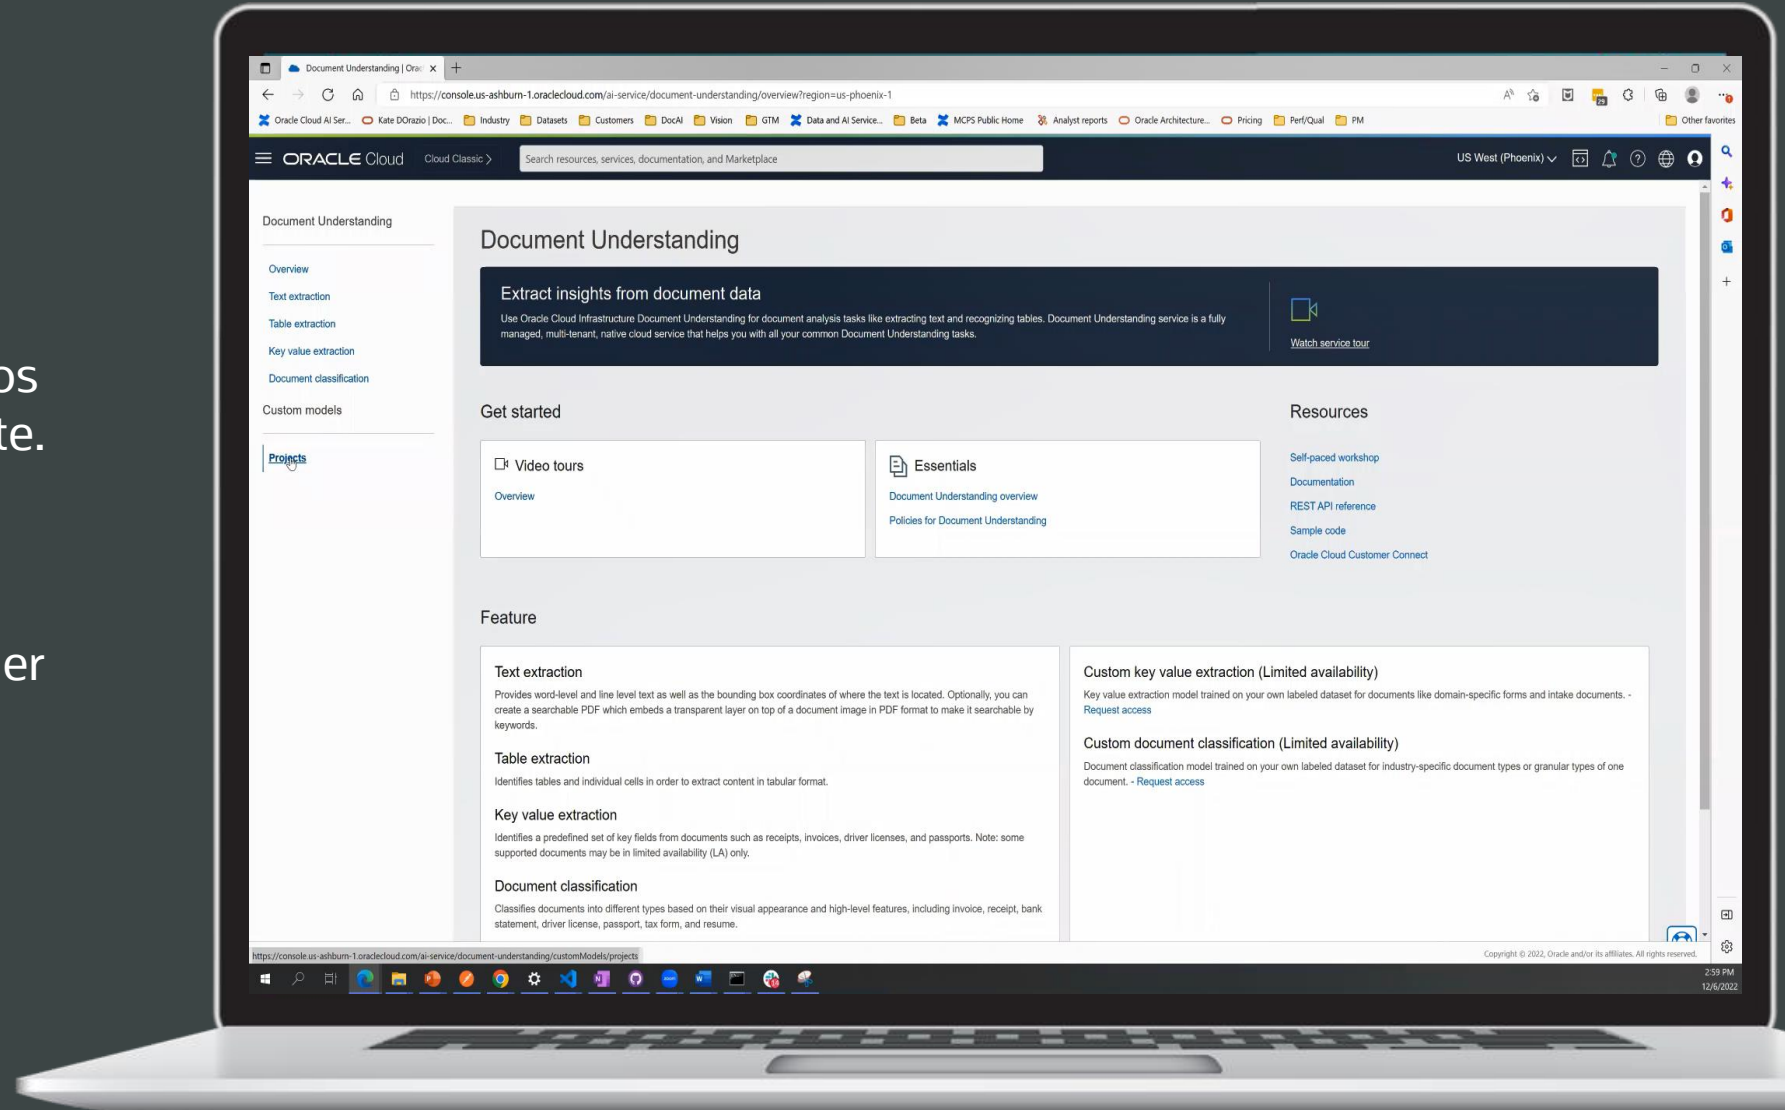 os
te.
er
Document Understanding | Orac
https://console.us-ashburn-1.oraclecloud.com/ai-service/document-understanding/overview?region=us-phoenix-1
Oracle Cloud AI Ser... Kate DOrazio | Doc... Industry Datasets Customers DocAI Vision GTM Data and AI Service... Beta MCPS Public Home Analyst reports Oracle Architecture... Pricing Perf/Qual PM Other favorites
ORACLE Cloud Cloud Classic > Search resources, services, documentation, and Marketplace US West (Phoenix)
Document Understanding
Overview
Text extraction
Table extraction
Key value extraction
Document classification
Custom models
Projects
Document Understanding
Extract insights from document data
Use Oracle Cloud Infrastructure Document Understanding for document analysis tasks like extracting text and recognizing tables. Document Understanding service is a fully
managed, multi-tenant, native cloud service that helps you with all your common Document Understanding tasks.
Watch service tour
Get started
Video tours
Overview
Essentials
Document Understanding overview
Policies for Document Understanding
Resources
Self-paced workshop
Documentation
REST API reference
Sample code
Oracle Cloud Customer Connect
Feature
Text extraction
Provides word-level and line level text as well as the bounding box coordinates of where the text is located. Optionally, you can
create a searchable PDF which embeds a transparent layer on top of a document image in PDF format to make it searchable by
keywords.
Table extraction
Identifies tables and individual cells in order to extract content in tabular format.
Key value extraction
Identifies a predefined set of key fields from documents such as receipts, invoices, driver licenses, and passports. Note: some
supported documents may be in limited availability (LA) only.
Document classification
Classifies documents into different types based on their visual appearance and high-level features, including invoice, receipt, bank
statement, driver license, passport, tax form, and resume.
Custom key value extraction (Limited availability)
Key value extraction model trained on your own labeled dataset for documents like domain-specific forms and intake documents. -
Request access
Custom document classification (Limited availability)
Document classification model trained on your own labeled dataset for industry-specific document types or granular types of one
document. - Request access
https://console.us-ashburn-1.oraclecloud.com/ai-service/document-understanding/customModels/projects
Copyright © 2022, Oracle and/or its affiliates. All rights reserved.
2:59 PM
12/6/2022